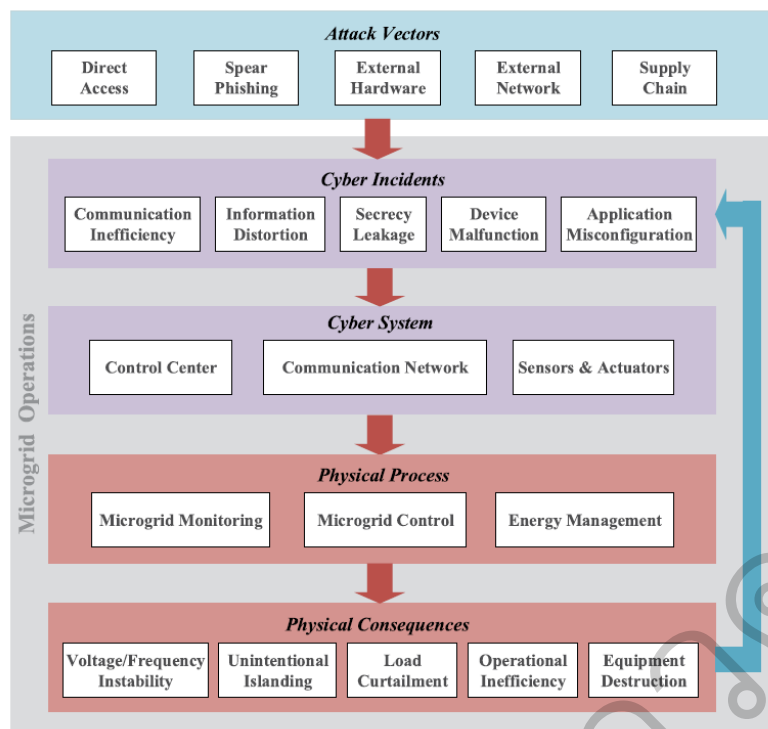 Attack Vectors
Direct
Access
Spear
Phishing
External
Hardware
External
Network
Supply
Chain
Microgrid Operations
Cyber Incidents
Communication
Inefficiency
Information
Distortion
Secrecy
Leakage
Device
Malfunction
Application
Misconfiguration
Cyber System
Control Center
Communication Network
Sensors & Actuators
Physical Process
Microgrid Monitoring
Microgrid Control
Energy Management
Physical Consequences
Voltage/Frequency
Instability
Unintentional
Islanding
Load
Curtailment
Operational
Inefficiency
Equipment
Destruction